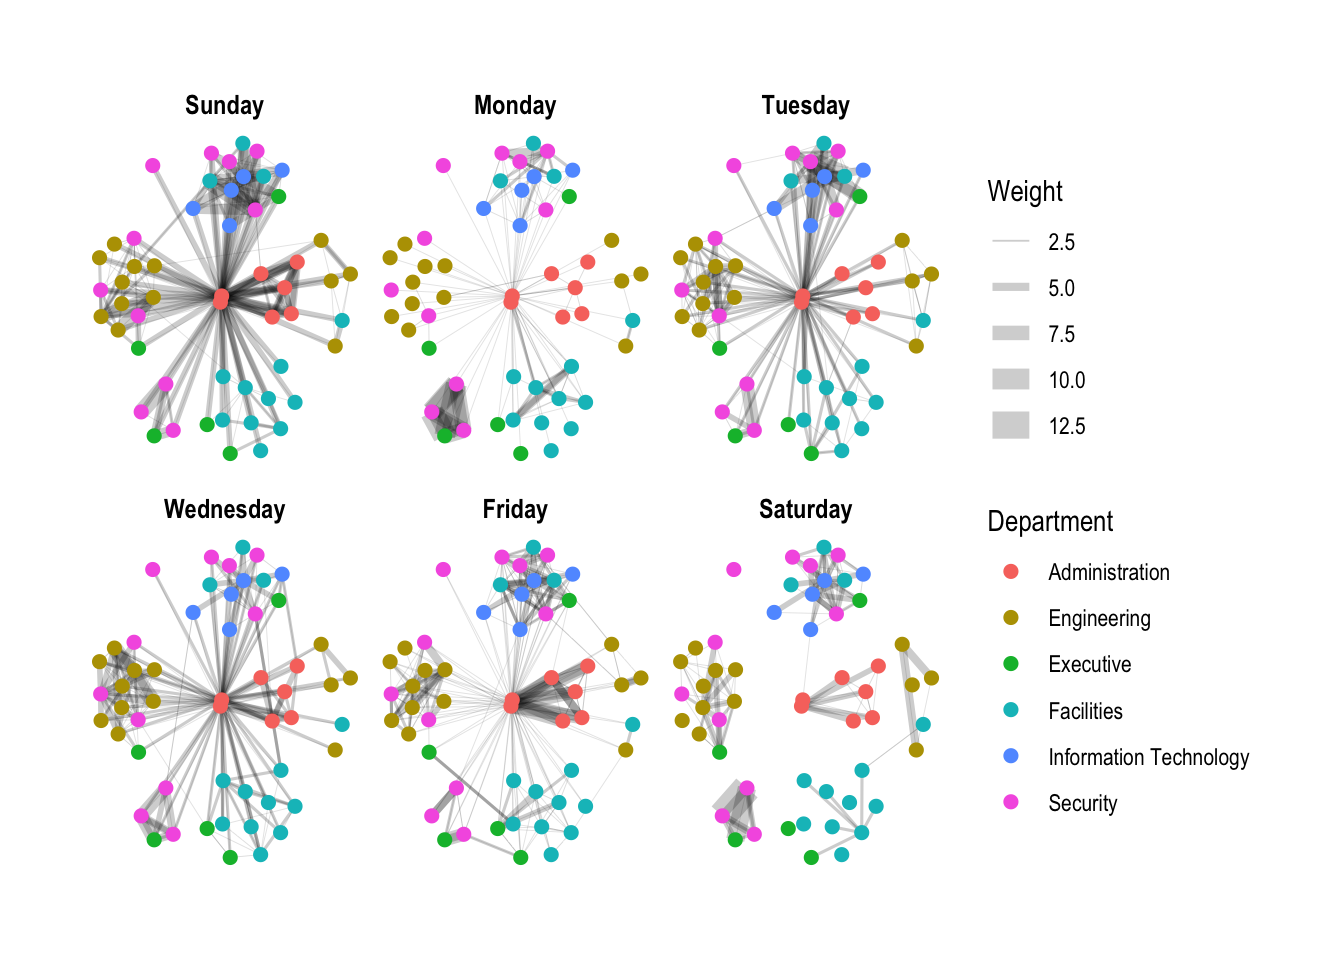 Sunday
Monday
Tuesday
Wednesday
Friday
Saturday
Weight
2.5
5.0
7.5
10.0
12.5
Department
Administration
Engineering
Executive
Facilities
Information Technology
Security